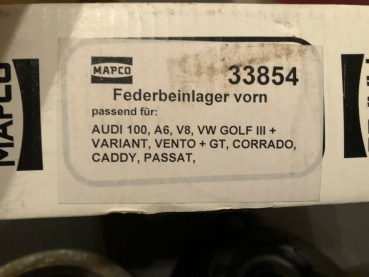 MAPCO
MAPCO 33854
Federbeinlager vorn
passend für:
AUDI 100, A6, V8, VW GOLF III +
VARIANT, VENTO + GT, CORRADO,
CADDY, PASSAT,